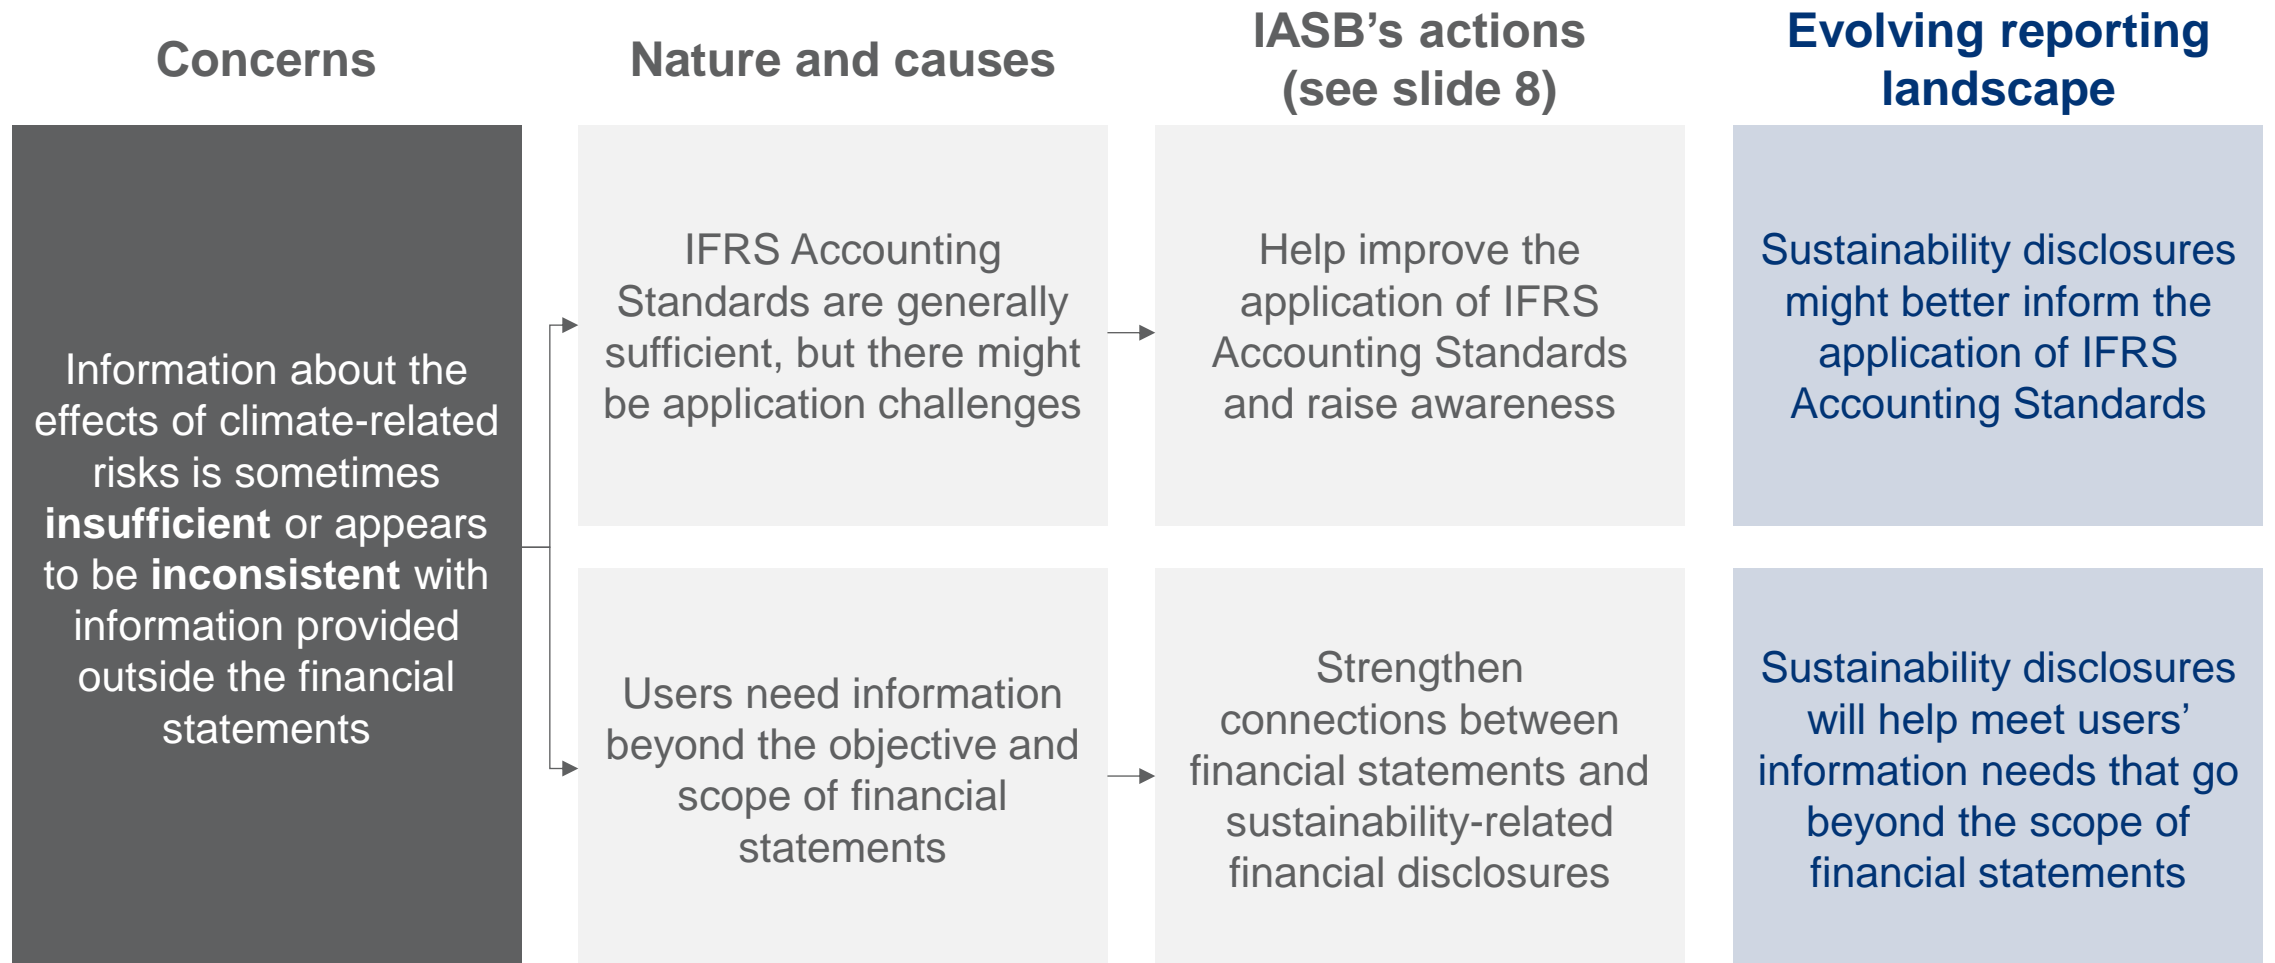 Concerns
Nature and causes
IASB’s actions
(see slide 8)
Evolving reporting
landscape
Information about the
effects of climate-related
risks is sometimes
insufficient or appears
to be inconsistent with
information provided
outside the financial
statements
IFRS Accounting
Standards are generally
sufficient, but there might
be application challenges
Help improve the
application of IFRS
Accounting Standards
and raise awareness
Sustainability disclosures
might better inform the
application of IFRS
Accounting Standards
Users need information
beyond the objective and
scope of financial
statements
Strengthen
connections between
financial statements and
sustainability-related
financial disclosures
Sustainability disclosures
will help meet users’
information needs that go
beyond the scope of
financial statements